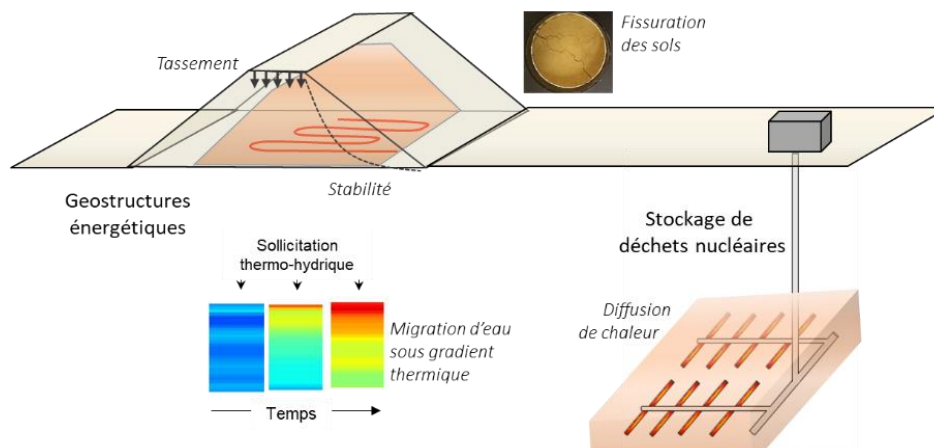 Fissuration
des sols
Tassement
Stabilité
Geostructures
énergétiques
Stockage de
déchets nucléaires
Sollicitation
thermo-hydrique
Diffusion
de chaleur
Migration d'eau
sous gradient
thermique
Temps